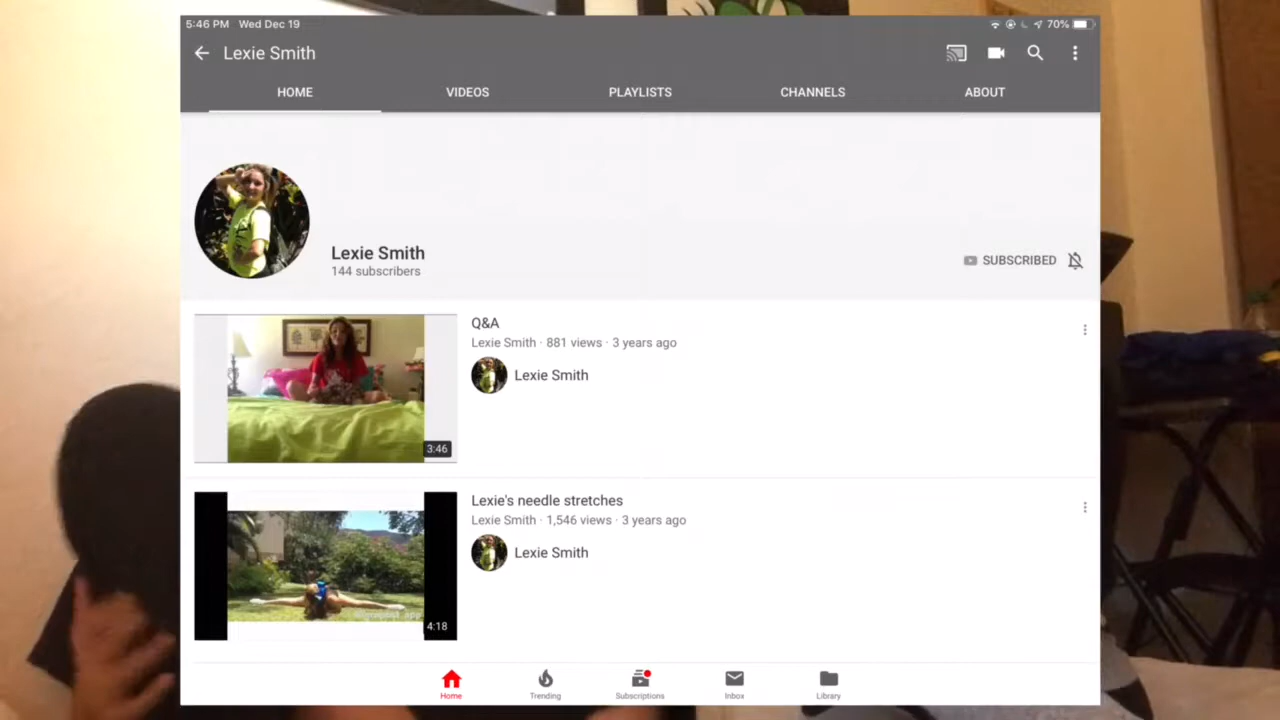 5:46 PM Wed Dec 19
70%
Lexie Smith
HOME
VIDEOS
PLAYLISTS
CHANNELS
ABOUT
Lexie Smith
144 subscribers
SUBSCRIBED
Q&A
Lexie Smith · 881 views · 3 years ago
Lexie Smith
3:46
Lexie's needle stretches
Lexie Smith · 1,546 views · 3 years ago
Lexie Smith
4:18
Home
Trending
Subscriptions
Inbox
Library